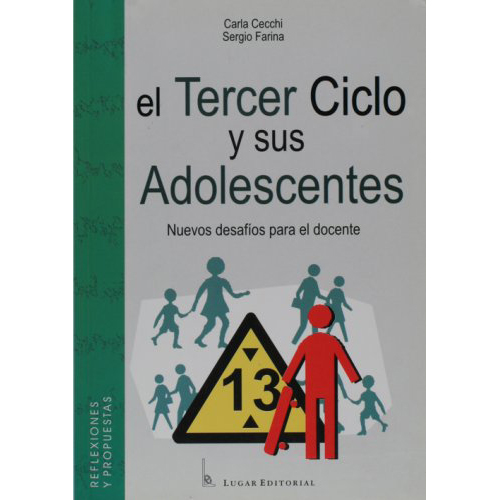 Carla Cecchi
Sergio Farina
el Tercer Ciclo
y sus
Adolescentes
Nuevos desafíos para el docente
13
REFLEXIONES
Y PROPUESTAS
LUGAR EDITORIAL